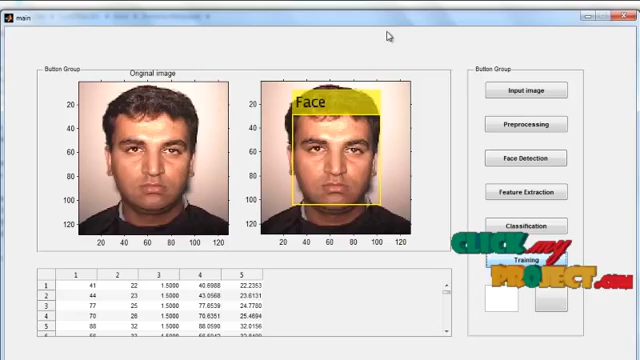 main
Button Group
Original image
20
40
60
80
100
120
20 40 60 80 100 120
Face
20
40
60
80
100
120
20 40 60 80 100 120
Button Group
Input image
Preprocessing
Face Detection
Feature Extraction
Classification
Training
CLICK my PROJECT.COM
1 2 3 4 5
1 41 22 1.5000 40.6988 22.2353
2 44 23 1.5000 43.0568 23.6131
3 77 25 1.5000 77.6539 24.7780
4 70 26 1.5000 70.6351 25.4694
5 88 32 1.5000 88.0590 32.0156